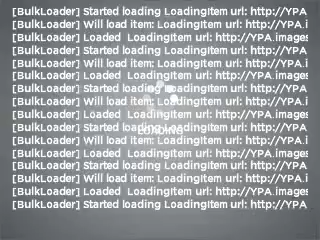 [BulkLoader] Started loading LoadingItem url: http://YPA
[BulkLoader] Will load item: LoadingItem url: http://YPA.i
[BulkLoader] Loaded  LoadingItem url: http://YPA.images
[BulkLoader] Started loading LoadingItem url: http://YPA
[BulkLoader] Will load item: LoadingItem url: http://YPA.i
[BulkLoader] Loaded  LoadingItem url: http://YPA.images
[BulkLoader] Started loading LoadingItem url: http://YPA
[BulkLoader] Will load item: LoadingItem url: http://YPA.i
[BulkLoader] Loaded  LoadingItem url: http://YPA.images
[BulkLoader] Started loading LoadingItem url: http://YPA
LOADING
[BulkLoader] Will load item: LoadingItem url: http://YPA.i
[BulkLoader] Loaded  LoadingItem url: http://YPA.images
[BulkLoader] Started loading LoadingItem url: http://YPA
[BulkLoader] Will load item: LoadingItem url: http://YPA.i
[BulkLoader] Loaded  LoadingItem url: http://YPA.images
[BulkLoader] Started loading LoadingItem url: http://YPA